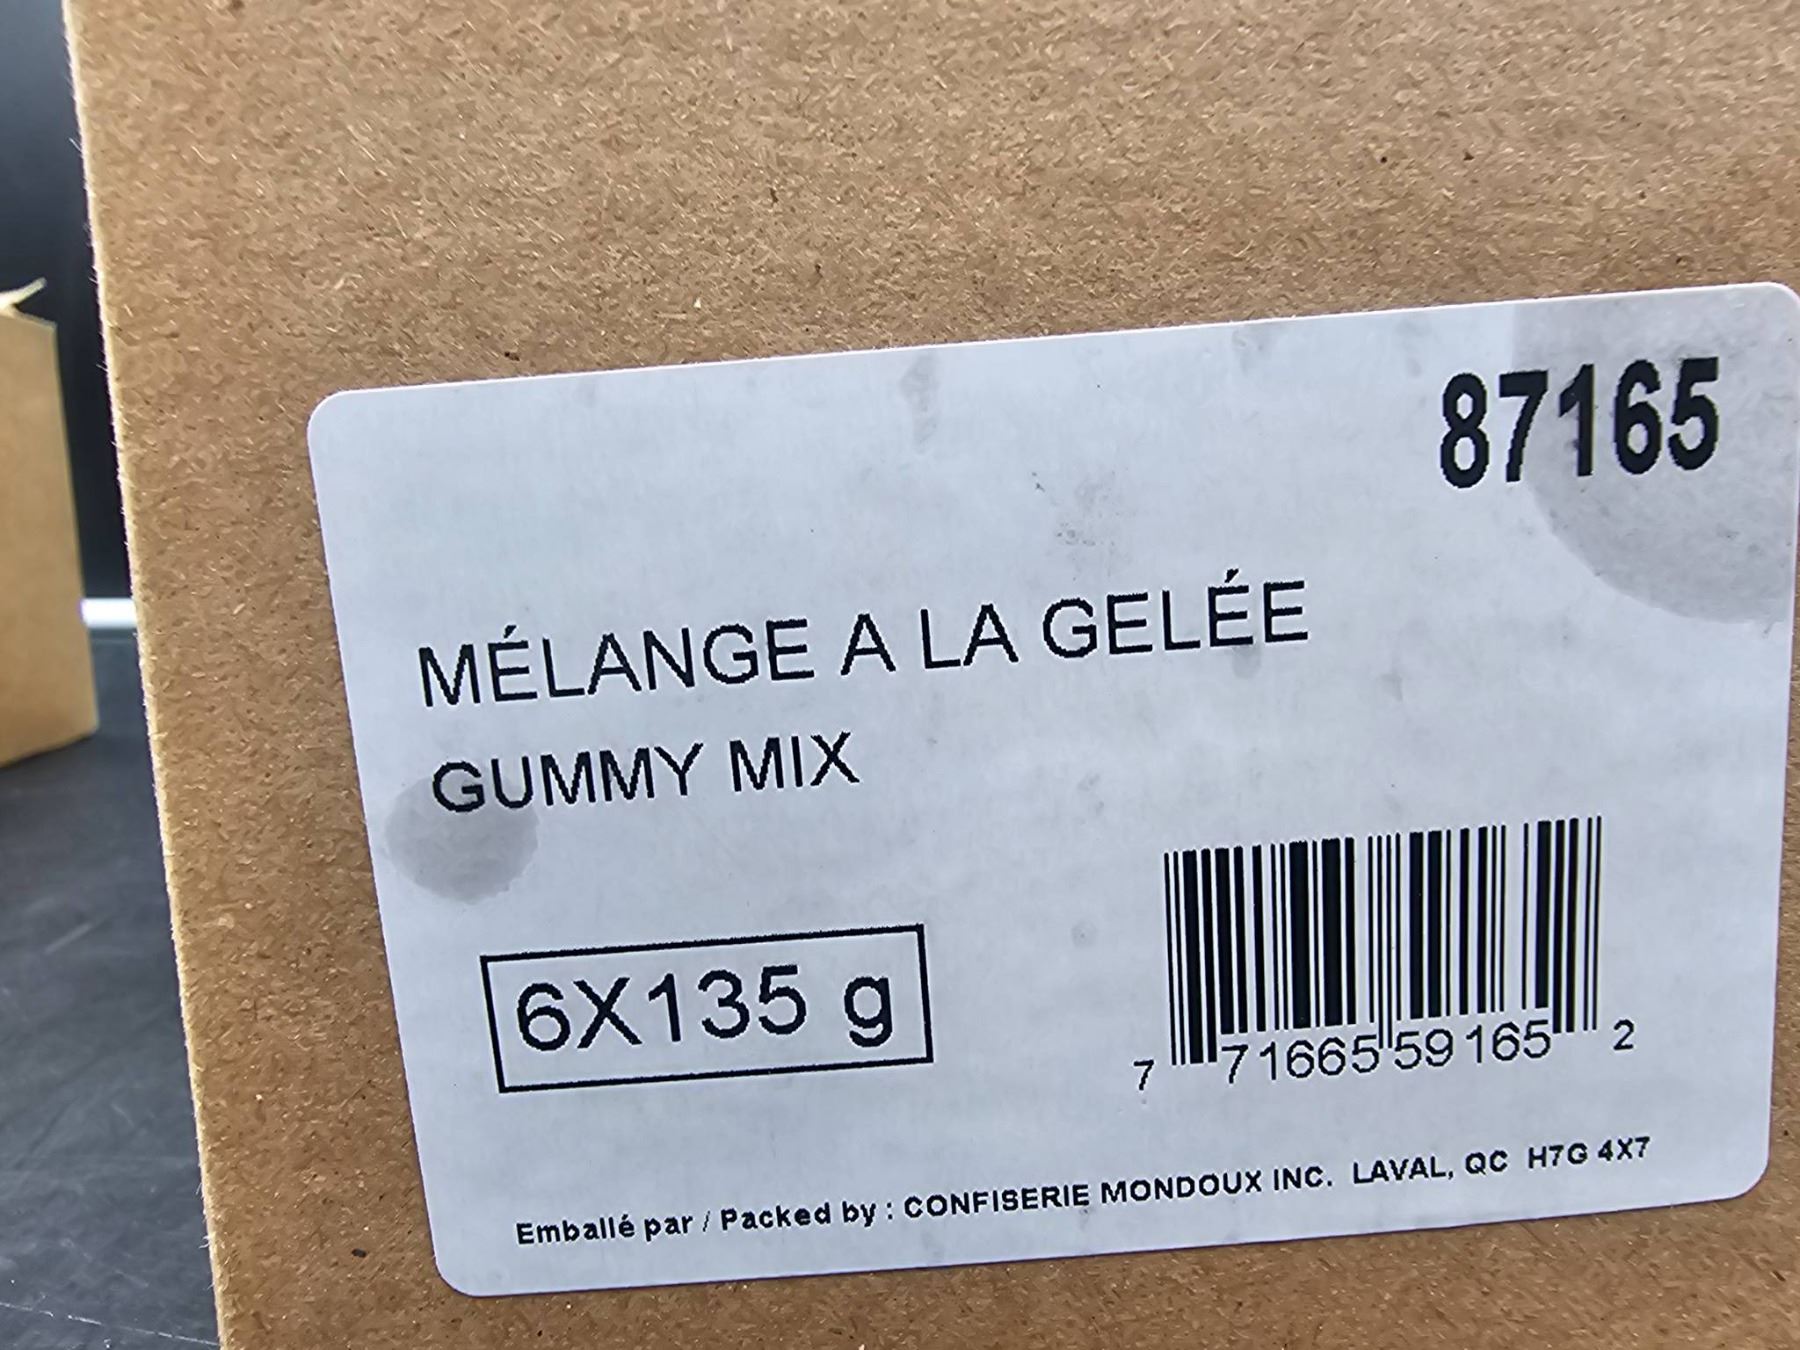 87165
MÉLANGE A LA GELÉE
GUMMY MIX
6X135 g
7 71665 59165 2
Emballé par / Packed by : CONFISERIE MONDOUX INC. LAVAL, QC H7G 4X7